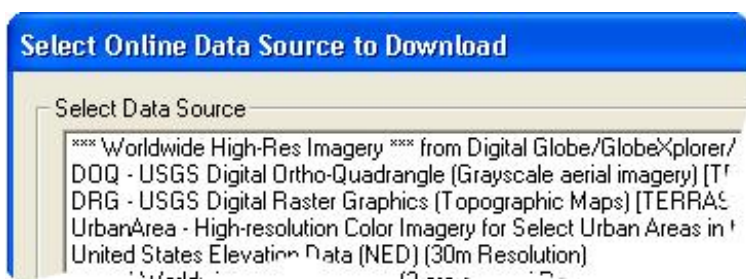 Select Online Data Source to Download
Select Data Source
*** Worldwide High-Res Imagery *** from Digital Globe/GlobeXplorer/
DOQ - USGS Digital Ortho-Quadrangle (Grayscale aerial imagery)
DRG - USGS Digital Raster Graphics (Topographic Maps)
UrbanArea - High-resolution Color Imagery for Select Urban Areas in
United States Elevation Data (NED) (30m Resolution)